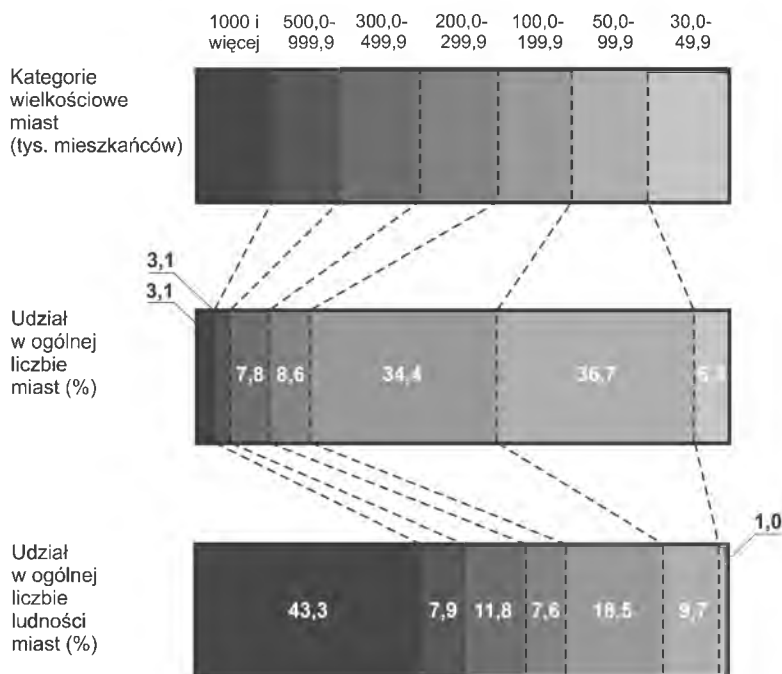 1000 i 500,0- 300,0- 200,0- 100,0- 50,0- 30,0-
więcej 999,9 499,9 299,9 199,9 99,9 49,9
Kategorie
wielkościowe
miast
(tys. mieszkańców)
3,1
3,1
Udział
w ogólnej
liczbie
miast (%)
7,8 8,6 34,4 36,7
1,0
Udział
w ogólnej
liczbie
ludności
miast (%)
43,3 7,9 11,8 7,6 18,5 9,7